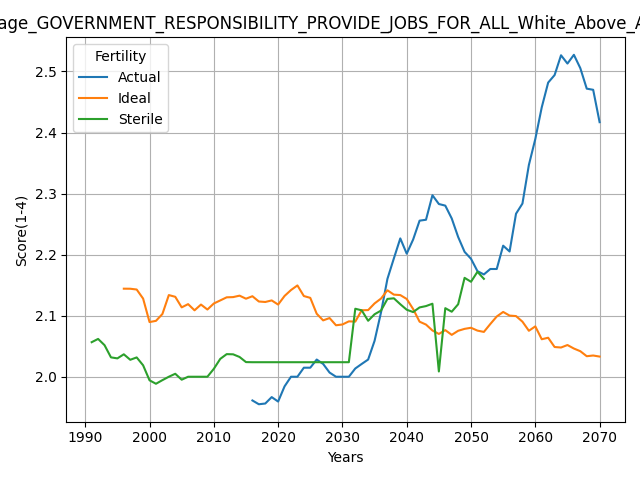 age_GOVERNMENT_RESPONSIBILITY_PROVIDE_JOBS_FOR_ALL_White_Above_A
Fertility
Actual
Ideal
Sterile
Score(1-4)
2.5
2.4
2.3
2.2
2.1
2.0
1990 2000 2010 2020 2030 2040 2050 2060 2070
Years